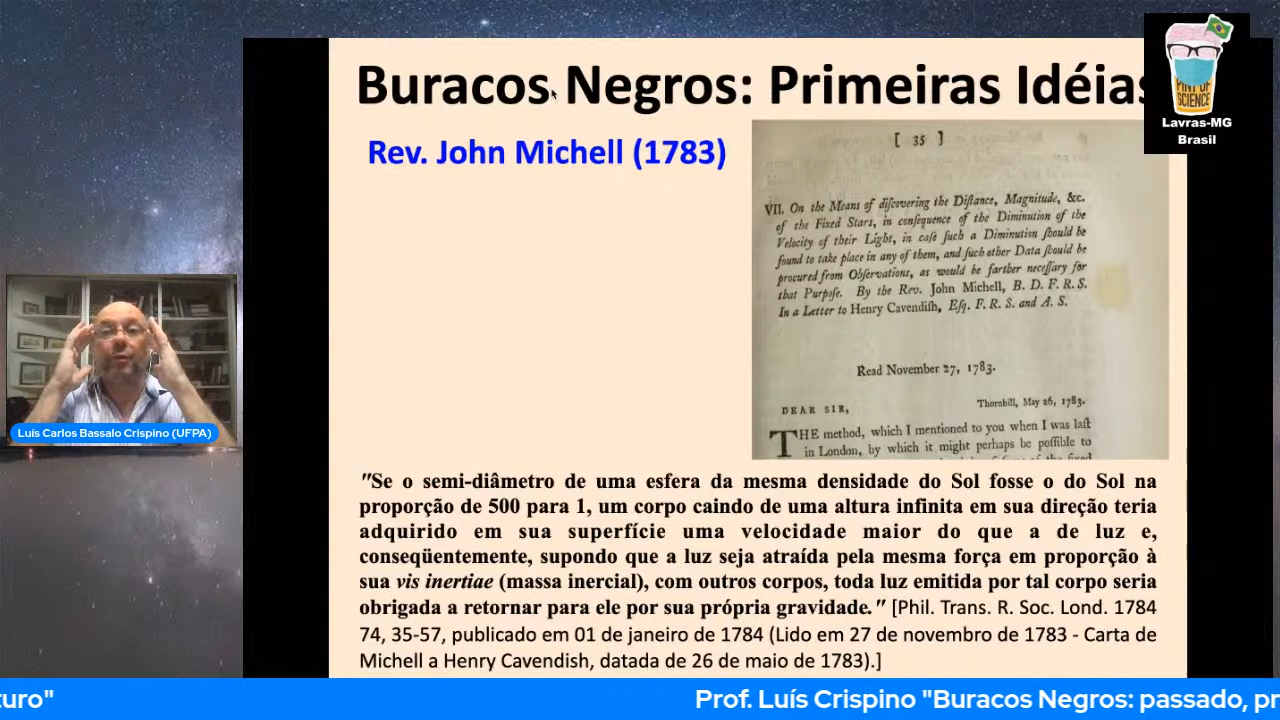 Buracos Negros: Primeiras Idéias
Rev. John Michell (1783)
[ 35 ]
VII. On the Means of discovering the Distance, Magnitude, &c.
of the Fixed Stars, in consequence of the Diminution of the
Velocity of their Light, in case such a Diminution should be
found to take place in any of them, and such other Data should be
procured from Observations, as would be farther necessary for
that Purpose. By the Rev. John Michell, B. D. F. R. S.
In a Letter to Henry Cavendish, Esq. F. R. S. and A. S.
Read November 27, 1783.
DEAR SIR,
Thornhill, May 26, 1783.
THE method, which I mentioned to you when I was last
in London, by which it might perhaps be possible to
"Se o semi-diâmetro de uma esfera da mesma densidade do Sol fosse o do Sol na
proporção de 500 para 1, um corpo caindo de uma altura infinita em sua direção teria
adquirido em sua superfície uma velocidade maior do que a de luz e,
conseqüentemente, supondo que a luz seja atraída pela mesma força em proporção à
sua vis inertiae (massa inercial), com outros corpos, toda luz emitida por tal corpo seria
obrigada a retornar para ele por sua própria gravidade." [Phil. Trans. R. Soc. Lond. 1784
74, 35-57, publicado em 01 de janeiro de 1784 (Lido em 27 de novembro de 1783 - Carta de
Michell a Henry Cavendish, datada de 26 de maio de 1783).]
PINT OF
SCIENCE
Lavras-MG
Brasil
Luís Carlos Bassalo Crispino (UFPA)
turo" Prof. Luís Crispino "Buracos Negros: passado, pr